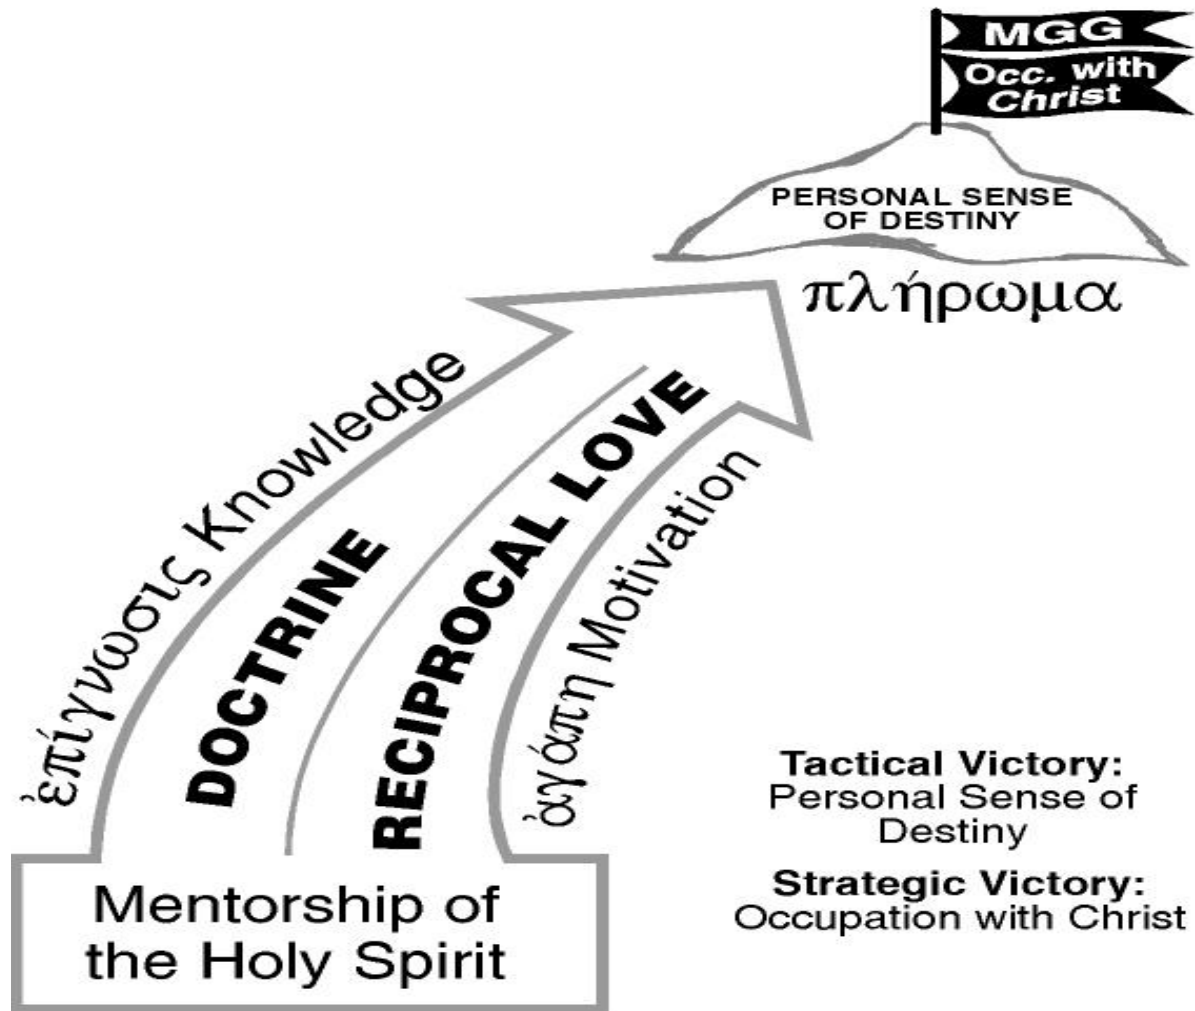 MGG
Occ. with
Christ
PERSONAL SENSE
OF DESTINY
πλήρωμα
ἐπίγνωσις Knowledge
DOCTRINE
RECIPROCAL LOVE
ἀγάπη Motivation
Mentorship of
the Holy Spirit
Tactical Victory:
Personal Sense of
Destiny
Strategic Victory:
Occupation with Christ